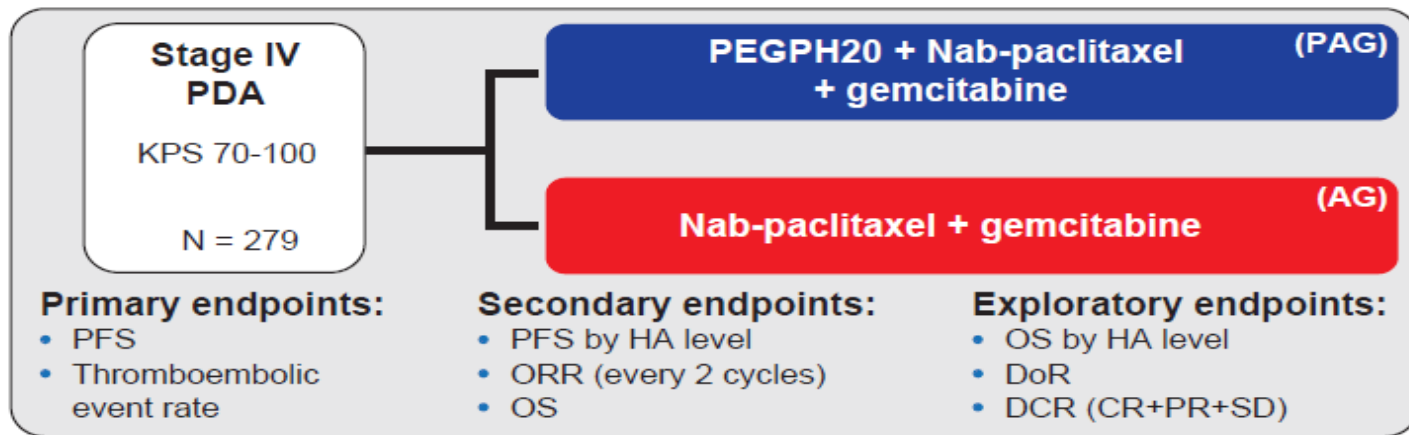 Stage IV
PDA
KPS 70-100
N = 279
PEGPH20 + Nab-paclitaxel
+ gemcitabine
(PAG)
Nab-paclitaxel + gemcitabine
(AG)
Primary endpoints:
• PFS
• Thromboembolic
event rate
Secondary endpoints:
• PFS by HA level
• ORR (every 2 cycles)
• OS
Exploratory endpoints:
• OS by HA level
• DoR
• DCR (CR+PR+SD)